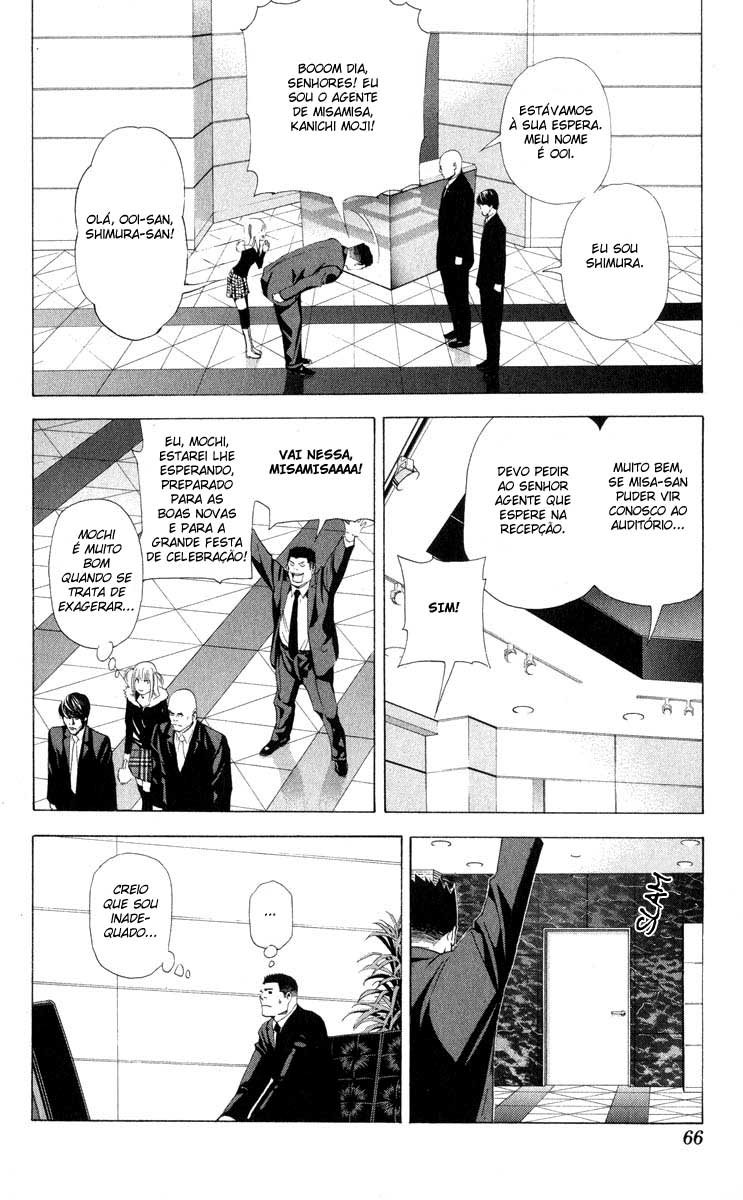 ESTÁVAMOS
À SUA ESPERA.
MEU NOME
É OOI.
EU SOU
SHIMURA.
BOOOM DIA,
SENHORES! EU
SOU O AGENTE
DE MISAMISA,
KANICHI MOJI!
OLÁ, OOI-SAN,
SHIMURA-SAN!
MUITO BEM,
SE MISA-SAN
PUDER VIR
CONOSCO AO
AUDITÓRIO...
DEVO PEDIR
AO SENHOR
AGENTE QUE
ESPERE NA
RECEPÇÃO.
SIM!
VAI NESSA,
MISAMISAAAA!
EU, MOCHI,
ESTAREI LHE
ESPERANDO,
PREPARADO
PARA AS
BOAS NOVAS
E PARA A
GRANDE FESTA
DE CELEBRAÇÃO!
MOCHI
É MUITO
BOM QUANDO SE
TRATA DE
EXAGERAR...
SLAM
...
CREIO
QUE SOU
INADE-
QUADO...
66